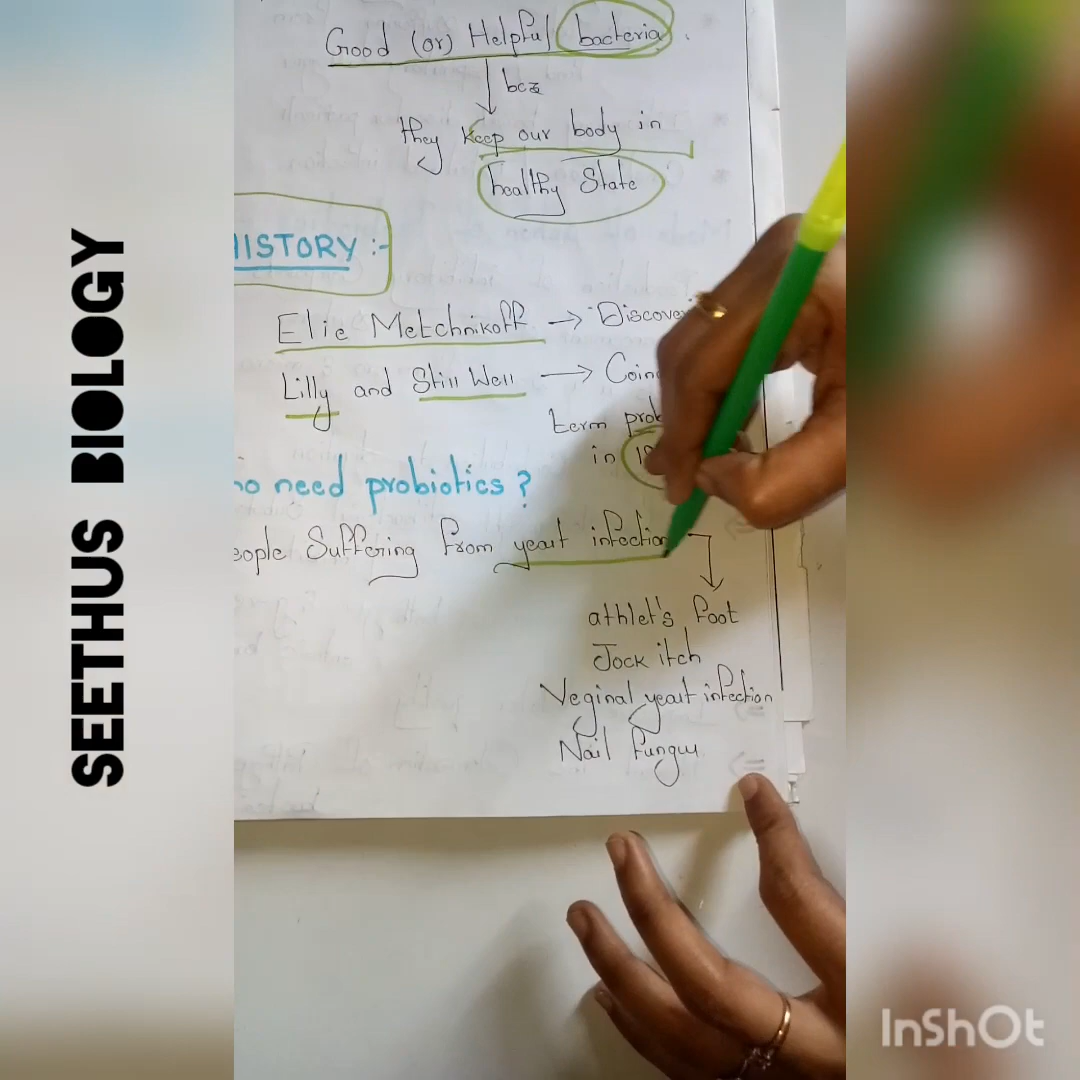 SEETHUS BIOLOGY
Good (or) Helpful bacteria.
bcz
they keep our body in
healthy State
HISTORY :-
Elie Metchnikoff → Discover
Lilly and Still Well → Coin
term prob
in 19
need probiotics ?
Suffering from yeast infection
athlet's foot
Jock itch
Veginal yeast infection
Nail fungus
InShOt